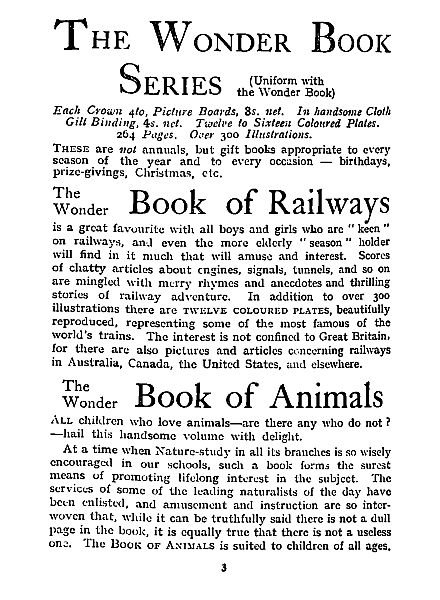 THE WONDER BOOK
SERIES (Uniform with
the Wonder Book)
Each Crown 4to, Picture Boards, 3s. net. In handsome Cloth
Gilt Binding, 4s. net. Twelve to Sixteen Coloured Plates.
264 Pages. Over 300 Illustrations.
THESE are not annuals, but gift books appropriate to every
season of the year and to every occasion — birthdays,
prize-givings, Christmas, etc.
The
Wonder Book of Railways
is a great favourite with all boys and girls who are "keen"
on railways, and even the more elderly "season" holder
will find in it much that will amuse and interest. Scores
of chatty articles about engines, signals, tunnels, and so on
are mingled with merry rhymes and anecdotes and thrilling
stories of railway adventure. In addition to over 300
illustrations there are TWELVE COLOURED PLATES, beautifully
reproduced, representing some of the most famous of the
world's trains. The interest is not confined to Great Britain,
for there are also pictures and articles concerning railways
in Australia, Canada, the United States, and elsewhere.
The
Wonder Book of Animals
ALL children who love animals—are there any who do not?
—hail this handsome volume with delight.
At a time when Nature-study in all its branches is so wisely
encouraged in our schools, such a book forms the surest
means of promoting lifelong interest in the subject. The
services of some of the leading naturalists of the day have
been enlisted, and amusement and instruction are so inter-
woven that, while it can be truthfully said there is not a dull
page in the book, it is equally true that there is not a useless
one. The BOOK OF ANIMALS is suited to children of all ages.
3